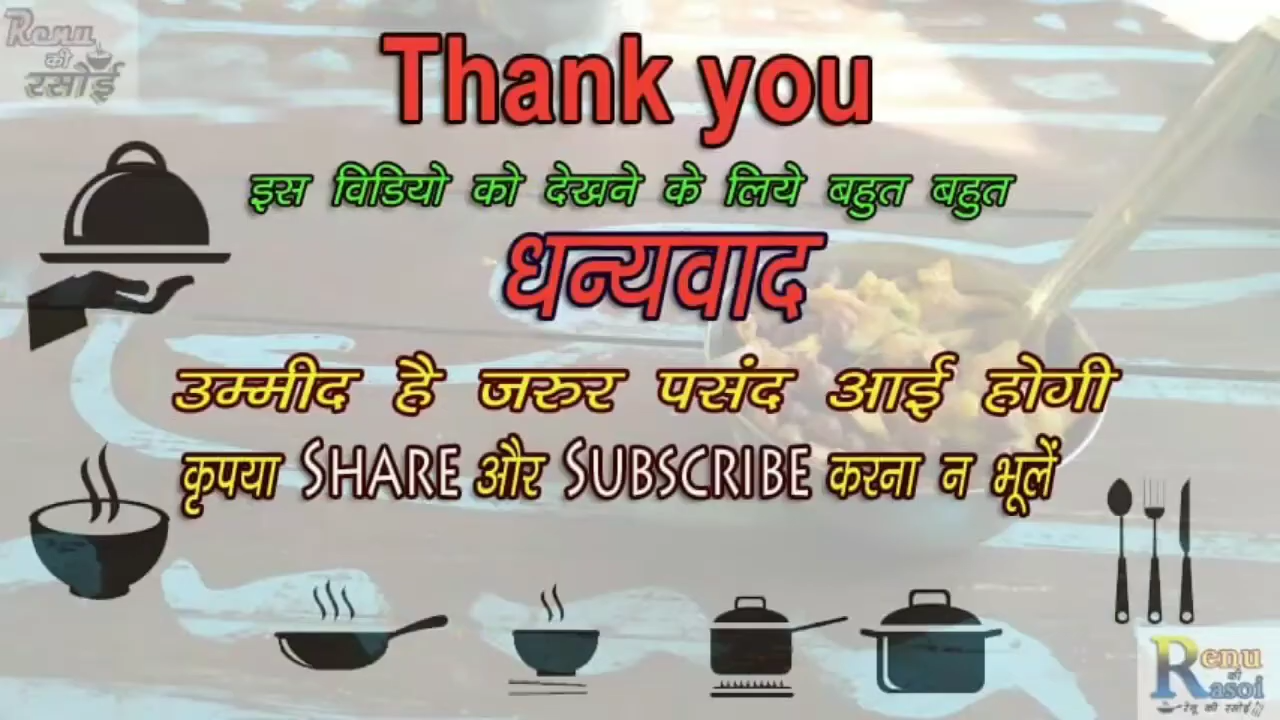 Renu
की
रसोई
Thank you
इस विडियो को देखने के लिये बहुत बहुत
धन्यवाद
उम्मीद है जरुर पसंद आई होगी
कृपया SHARE और SUBSCRIBE करना न भूलें
Renu
की
Rasoi
रेनू की रसोई